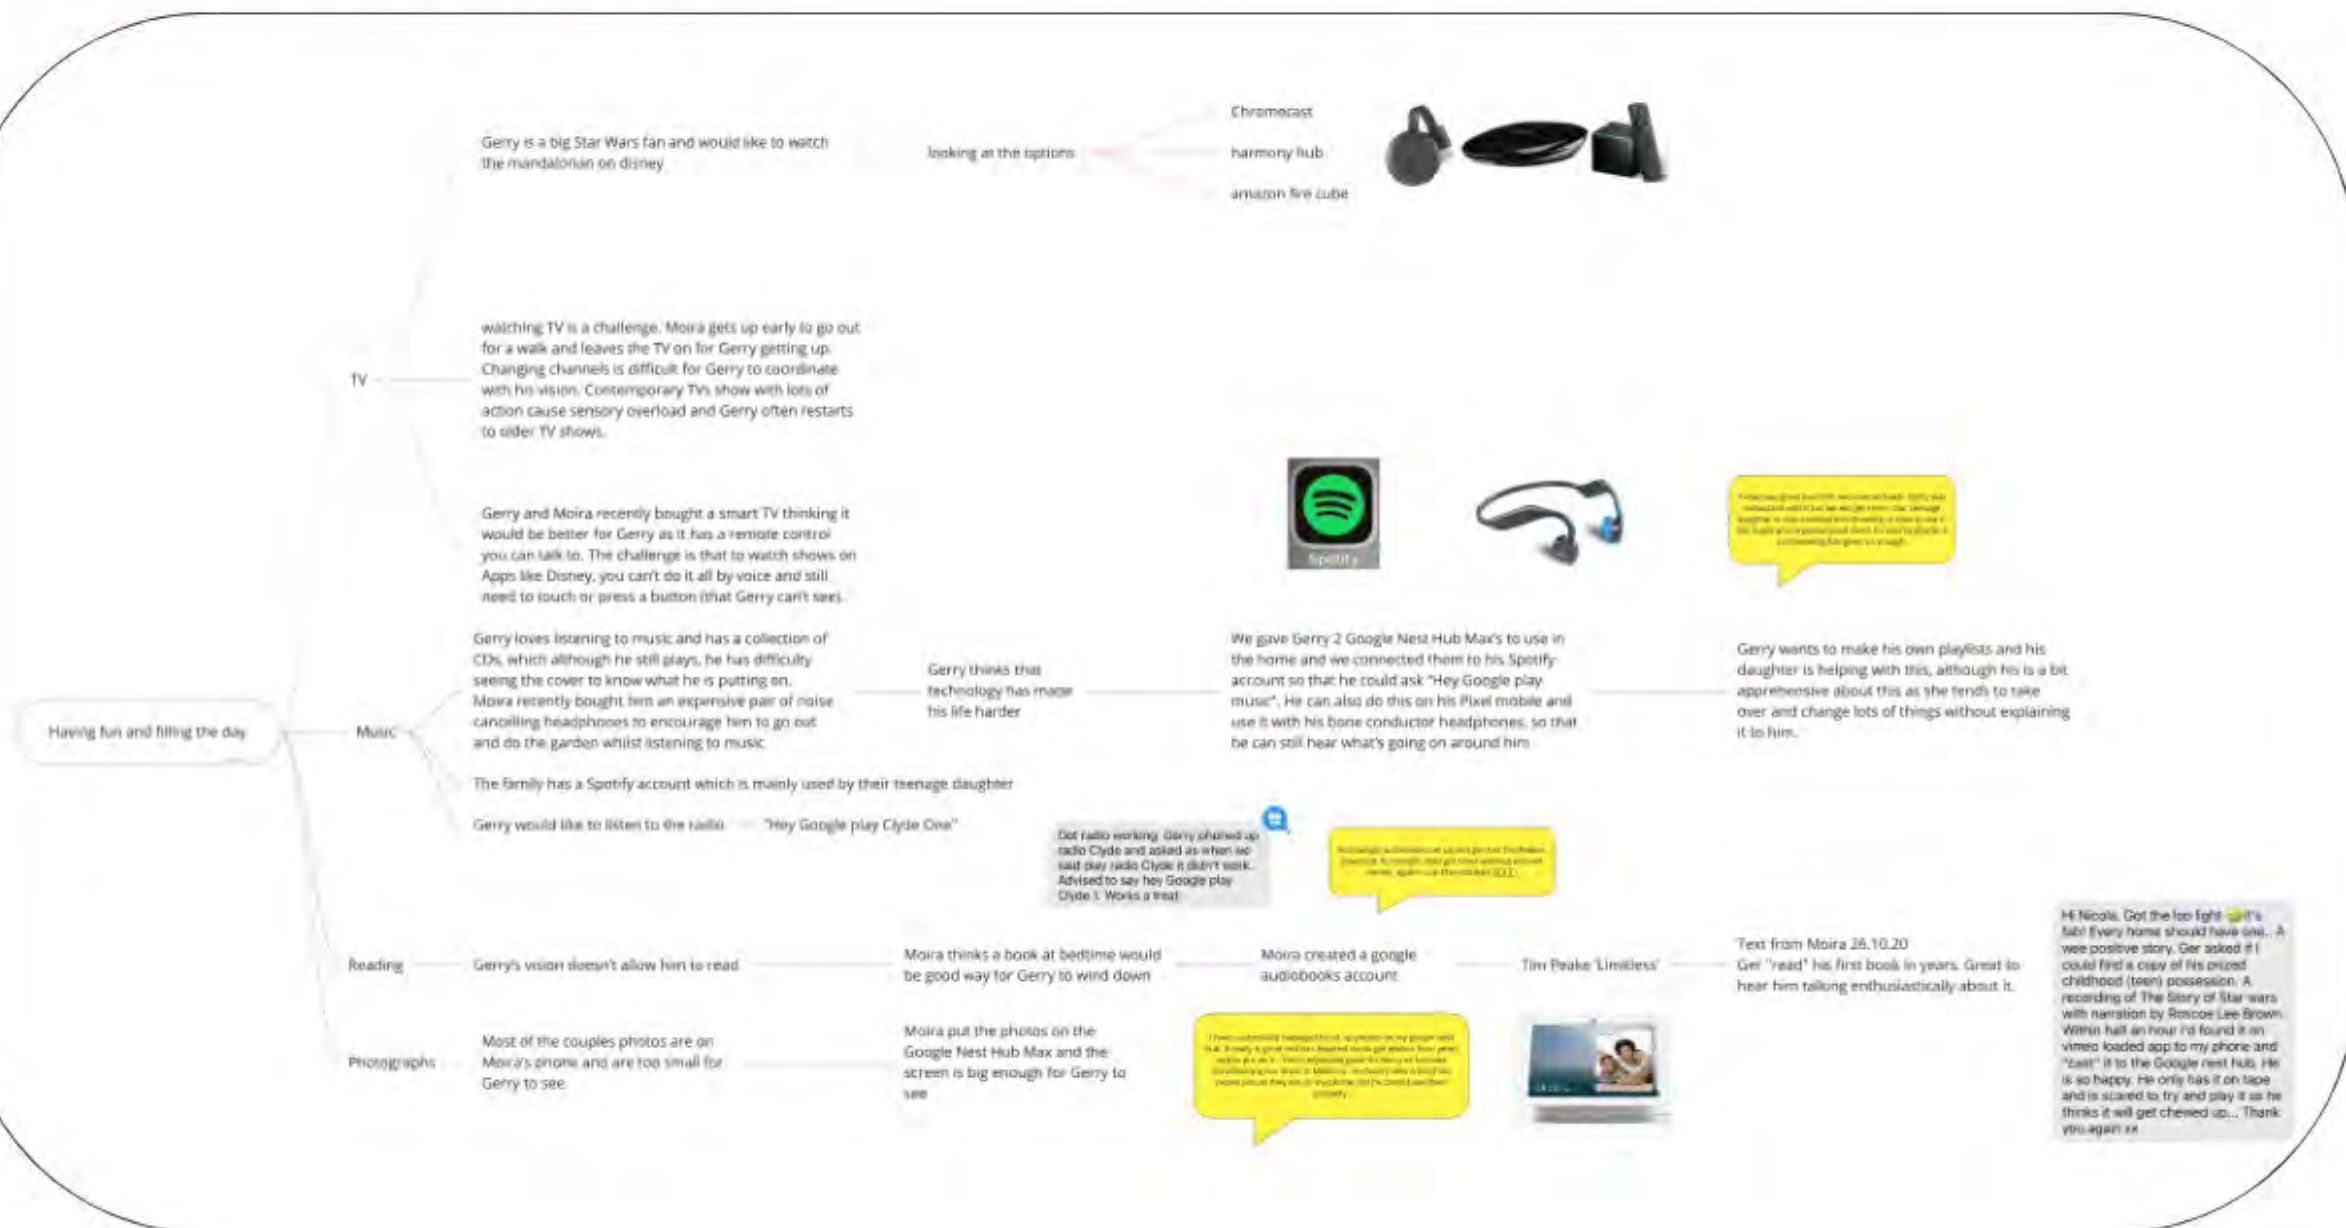 Gerry is a big Star Wars fan and would like to watch
the mandalorian on disney
looking at the options
Chromecast
harmony hub
amazon fire cube
TV
watching TV is a challenge. Moira gets up early to go out
for a walk and leaves the TV on for Gerry getting up.
Changing channels is difficult for Gerry to coordinate
with his vision. Contemporary TVs show with lots of
action cause sensory overload and Gerry often restarts
to older TV shows.
Gerry and Moira recently bought a smart TV thinking it
would be better for Gerry as it has a remote control
you can talk to. The challenge is that to watch shows on
Apps like Disney, you can't do it all by voice and still
need to touch or press a button (that Gerry can't see).
Spotify
Having fun and filling the day
Music
Gerry loves listening to music and has a collection of
CDs, which although he still plays, he has difficulty
seeing the cover to know what he is putting on.
Moira recently bought him an expensive pair of noise
cancelling headphones to encourage him to go out
and do the garden whilst listening to music
Gerry thinks that
technology has made
his life harder
We gave Gerry 2 Google Nest Hub Max's to use in
the home and we connected them to his Spotify
account so that he could ask "Hey Google play
music". He can also do this on his Pixel mobile and
use it with his bone conductor headphones, so that
he can still hear what's going on around him
Gerry wants to make his own playlists and his
daughter is helping with this, although his is a bit
apprehensive about this as she tends to take
over and change lots of things without explaining
it to him.
The family has a Spotify account which is mainly used by their teenage daughter
Gerry would like to listen to the radio
"Hey Google play Clyde One"
Got radio working. Gerry phoned up
radio Clyde and asked as when we
said play radio Clyde it didn't work.
Advised to say hey Google play
Clyde 1. Works a treat
Reading
Gerry's vision doesn't allow him to read
Moira thinks a book at bedtime would
be good way for Gerry to wind down
Moira created a google
audiobooks account
Tim Peake 'Limitless'
Text from Moira 26.10.20
Ger "read" his first book in years. Great to
hear him talking enthusiastically about it.
Hi Nicola, Got the loo light it's
fab! Every home should have one.. A
wee positive story. Ger asked if I
could find a copy of his prized
childhood (teen) possession. A
recording of The Story of Star wars
with narration by Roscoe Lee Brown.
Within half an hour I'd found it on
vimeo loaded app to my phone and
"cast" it to the Google nest hub. He
is so happy. He only has it on tape
and is scared to try and play it as he
thinks it will get chewed up... Thank
you again xx
Photographs
Most of the couples photos are on
Moira's phone and are too small for
Gerry to see.
Moira put the photos on the
Google Nest Hub Max and the
screen is big enough for Gerry to
see